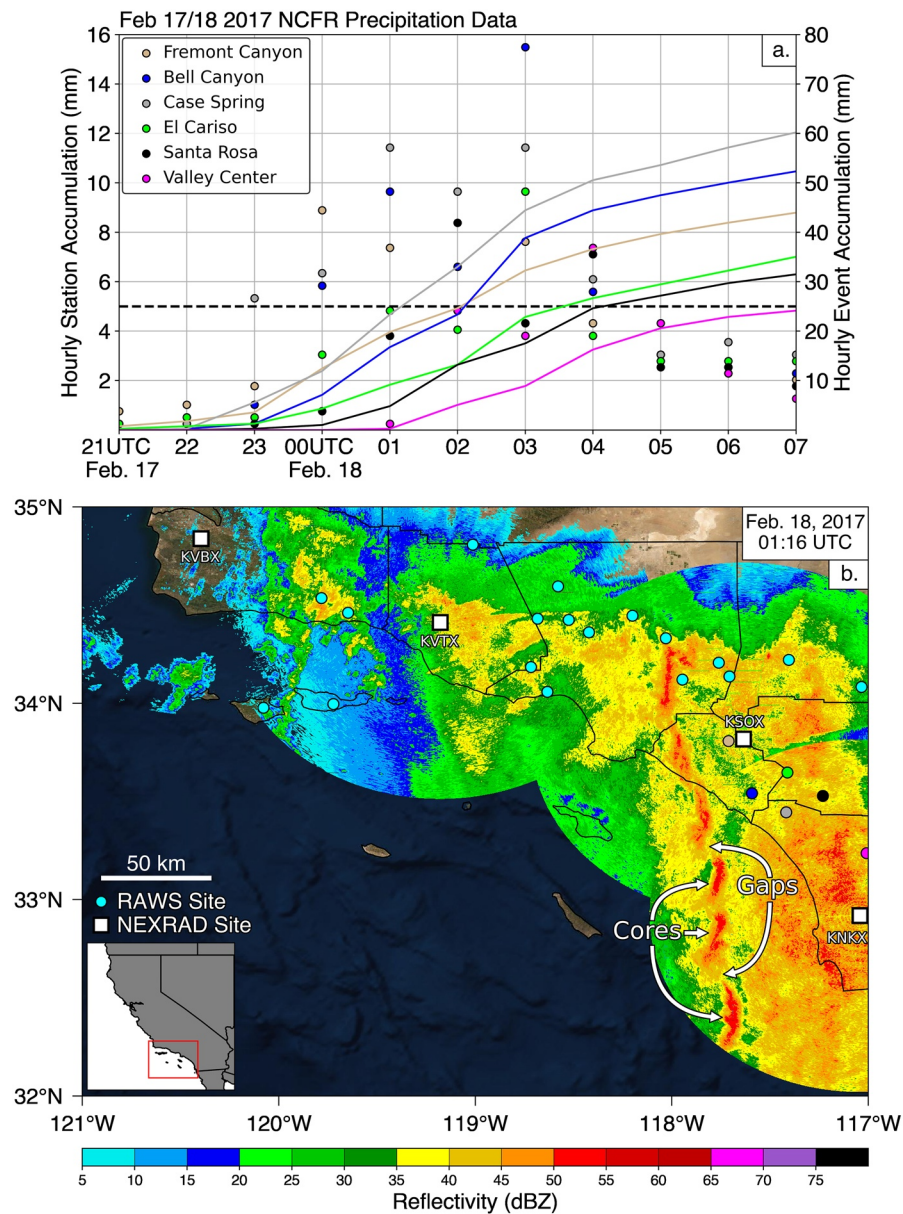 Feb 17/18 2017 NCFR Precipitation Data
a.
Fremont Canyon
Bell Canyon
Case Spring
El Cariso
Santa Rosa
Valley Center
Hourly Station Accumulation (mm)
16
14
12
10
8
6
4
2
Hourly Event Accumulation (mm)
80
70
60
50
40
30
20
10
21UTC 22 23 00UTC 01 02 03 04 05 06 07
Feb. 17 Feb. 18
35°N
34°N
33°N
32°N
Feb. 18, 2017
01:16 UTC
b.
KVBX
KVTX
KSOX
Gaps
Cores
KNKX
50 km
RAWS Site
NEXRAD Site
121°W 120°W 119°W 118°W 117°W
5 10 15 20 25 30 35 40 45 50 55 60 65 70 75
Reflectivity (dBZ)